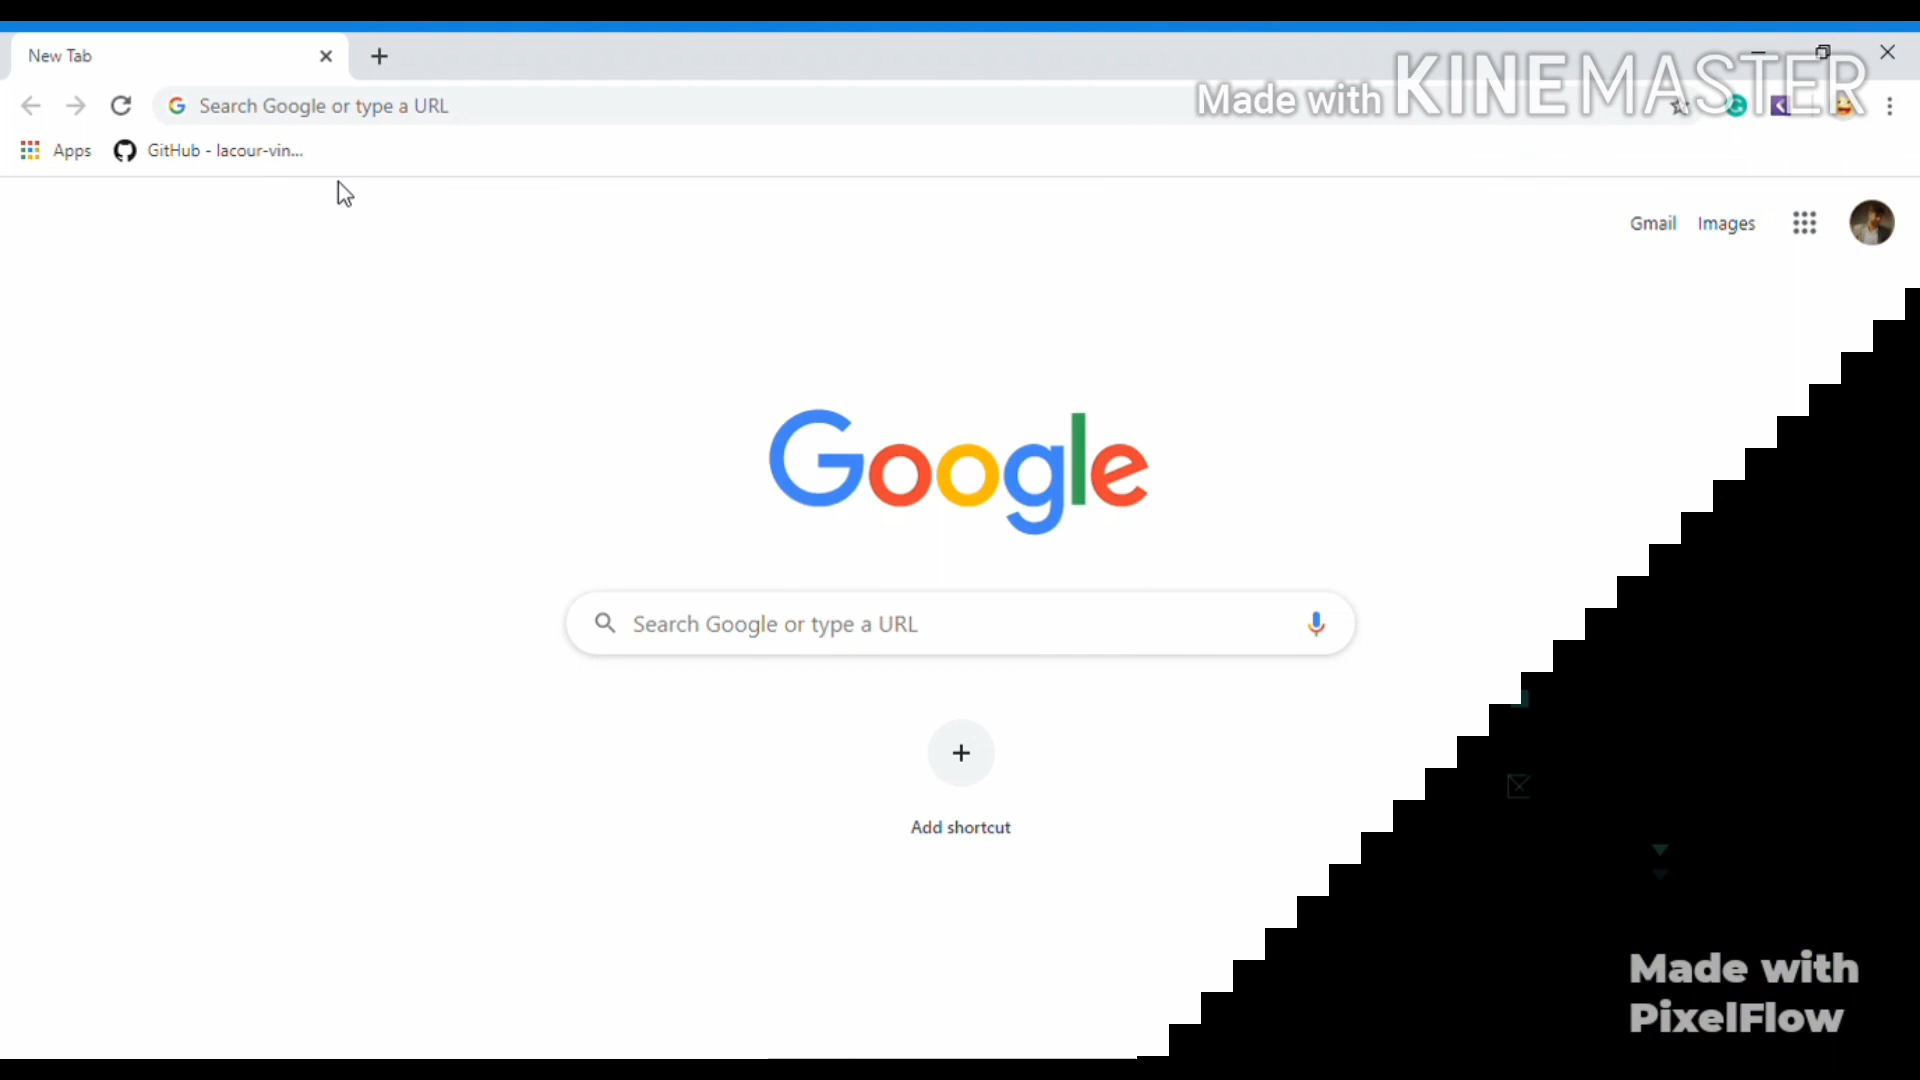 New Tab
Search Google or type a URL
Made with KINEMASTER
Apps
GitHub - lacour-vin...
Gmail Images
Google
Search Google or type a URL
Add shortcut
Made with
PixelFlow